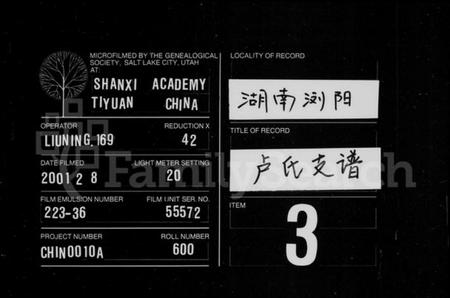 MICROFILMED BY THE GENEALOGICAL
SOCIETY, SALT LAKE CITY, UTAH
AT
SHANXI ACADEMY
TIYUAN CHINA
OPERATOR REDUCTION X
LIUNING.169 42
DATE FILMED LIGHT METER SETTING
2001 2 8 20
FILM EMULSION NUMBER FILM UNIT SER. NO.
223-36 55572
PROJECT NUMBER ROLL NUMBER
CHIN0010A 600
LOCALITY OF RECORD
湖南浏阳
TITLE OF RECORD
卢氏支谱
ITEM
3
FamilySearch